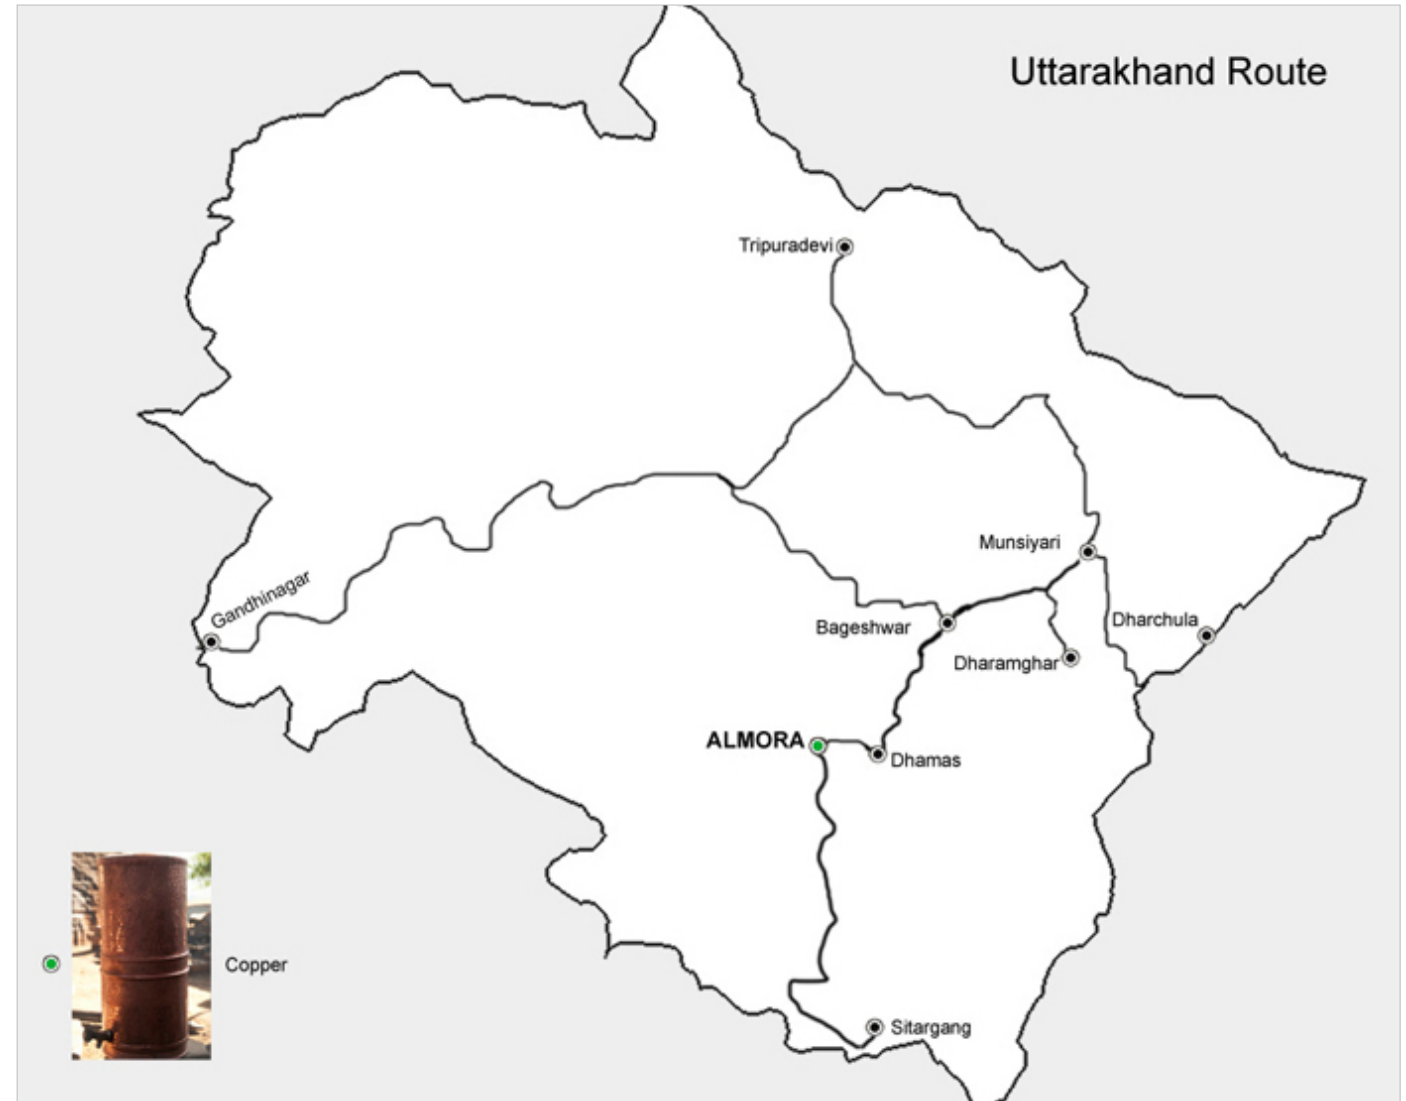 Uttarakhand Route
Tripuradevi
Munsiyari
Gandhinagar
Bageshwar
Dharchula
Dharamghar
ALMORA
Dhamas
Copper
Sitargang